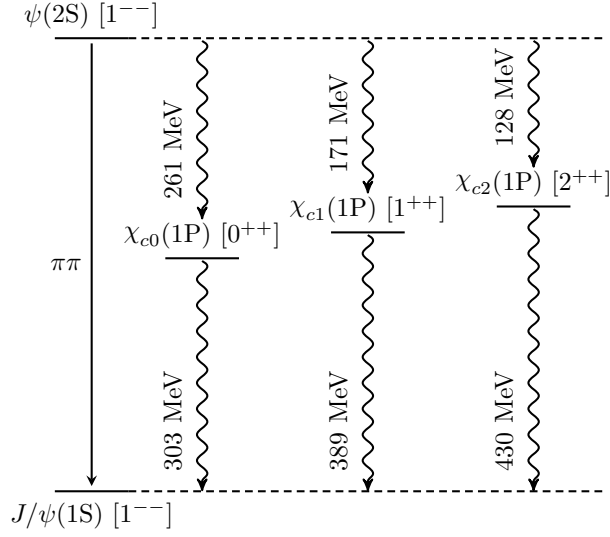 ψ(2S) [1⁻⁻]
261 MeV
171 MeV
128 MeV
χc0(1P) [0⁺⁺]
χc1(1P) [1⁺⁺]
χc2(1P) [2⁺⁺]
ππ
303 MeV
389 MeV
430 MeV
J/ψ(1S) [1⁻⁻]